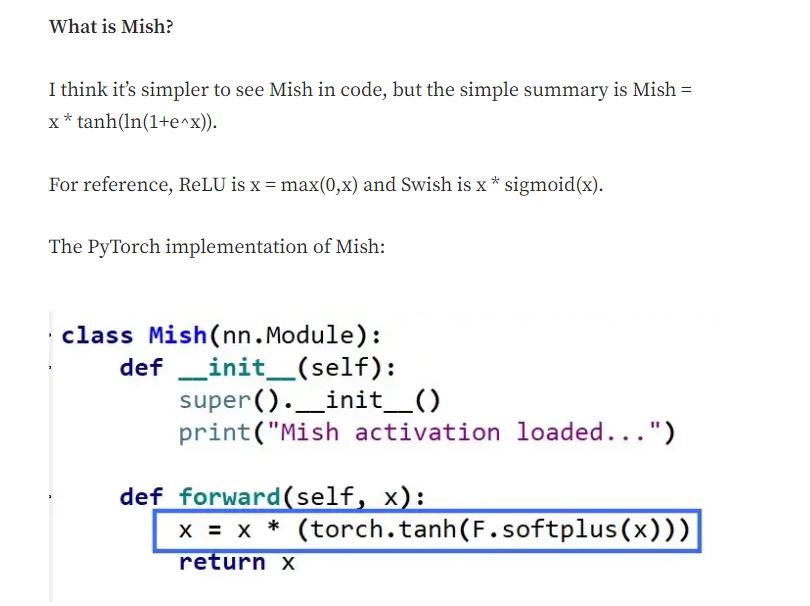 What is Mish?
I think it’s simpler to see Mish in code, but the simple summary is Mish =
x * tanh(ln(1+e^x)).
For reference, ReLU is x = max(0,x) and Swish is x * sigmoid(x).
The PyTorch implementation of Mish:
class Mish(nn.Module):
    def __init__(self):
        super().__init__()
        print("Mish activation loaded...")
    def forward(self, x):
        x = x * (torch.tanh(F.softplus(x)))
        return x